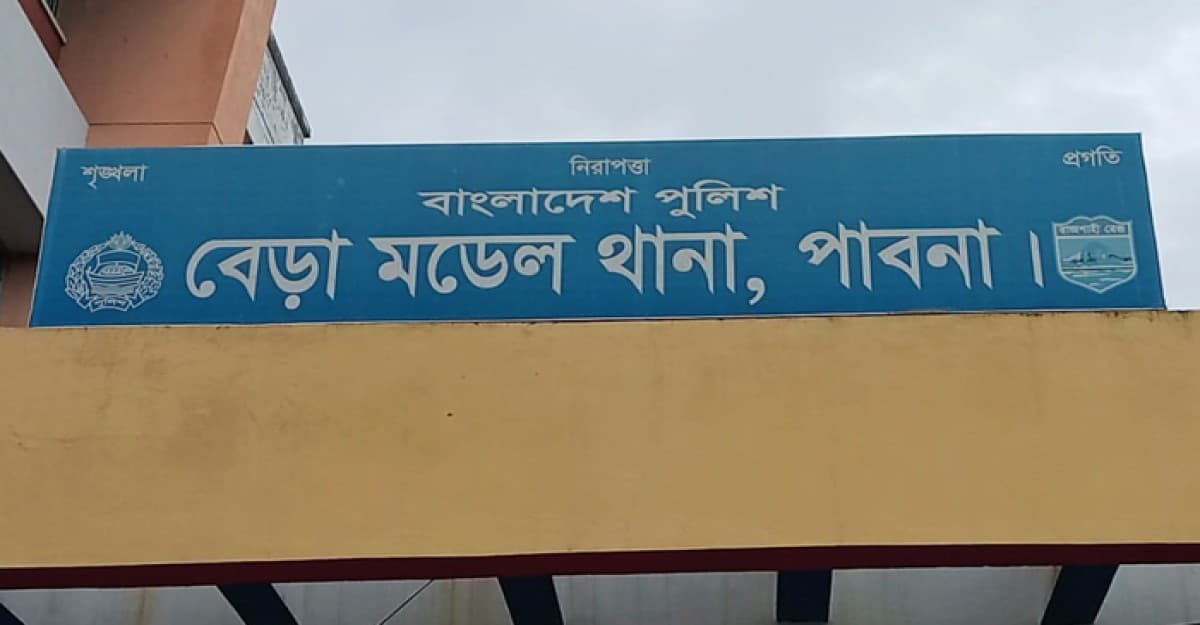 শৃঙ্খলা নিরাপত্তা প্রগতি
বাংলাদেশ পুলিশ
বেড়া মডেল থানা, পাবনা ।
রাজশাহী রেঞ্জ